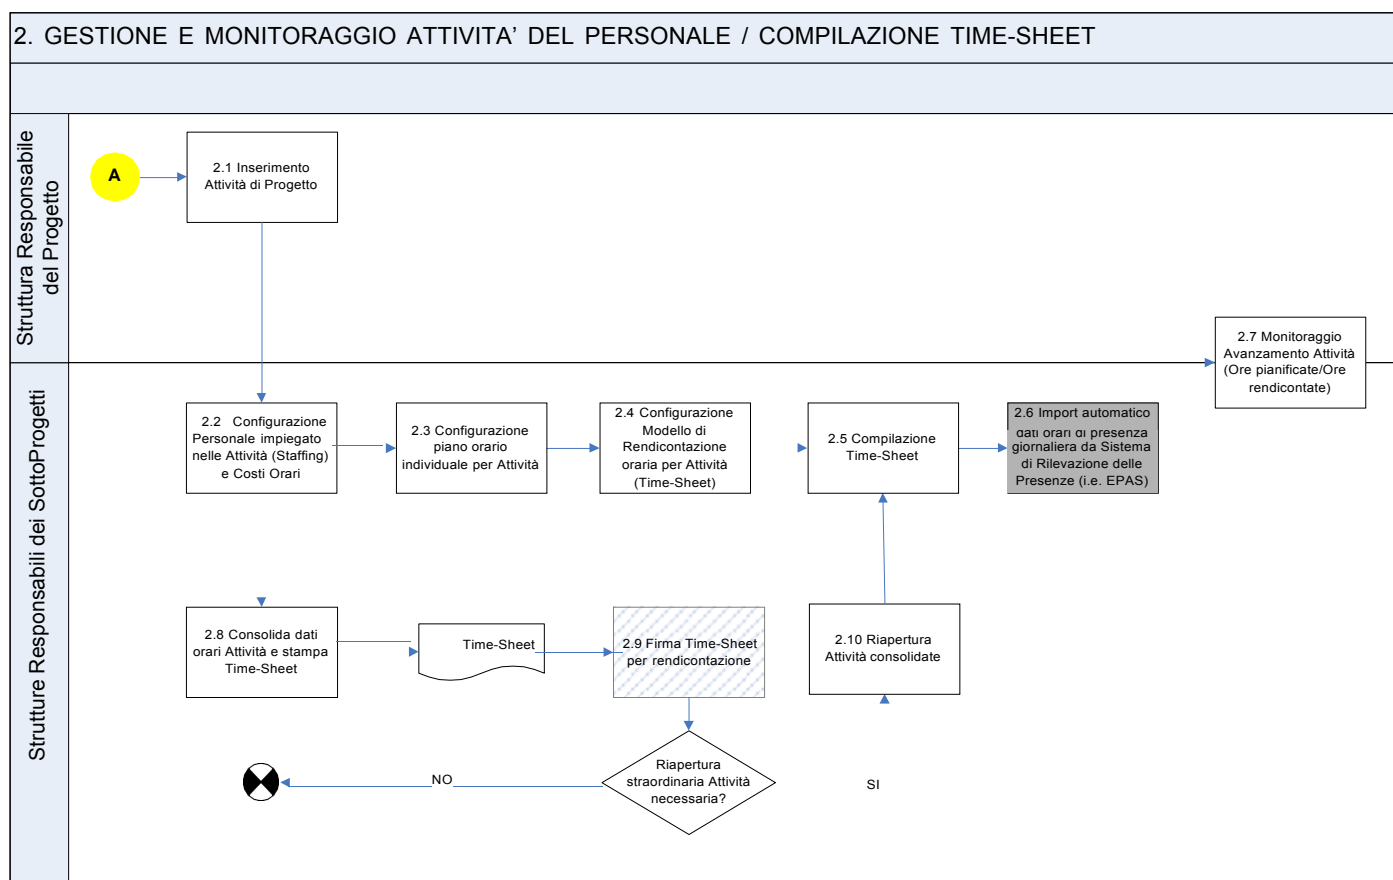 2. GESTIONE E MONITORAGGIO ATTIVITA' DEL PERSONALE / COMPILAZIONE TIME-SHEET
Struttura Responsabile
del Progetto
A
2.1 Inserimento
Attività di Progetto
2.7 Monitoraggio
Avanzamento Attività
(Ore pianificate/Ore
rendicontate)
Strutture Responsabili dei SottoProgetti
2.2 Configurazione
Personale impiegato
nelle Attività (Staffing)
e Costi Orari
2.3 Configurazione
piano orario
individuale per Attività
2.4 Configurazione
Modello di
Rendicontazione
oraria per Attività
(Time-Sheet)
2.5 Compilazione
Time-Sheet
2.6 Import automatico
dati orari di presenza
giornaliera da Sistema
di Rilevazione delle
Presenze (i.e. EPAS)
2.8 Consolida dati
orari Attività e stampa
Time-Sheet
Time-Sheet
2.9 Firma Time-Sheet
per rendicontazione
2.10 Riapertura
Attività consolidate
Riapertura
straordinaria Attività
necessaria?
NO
SI